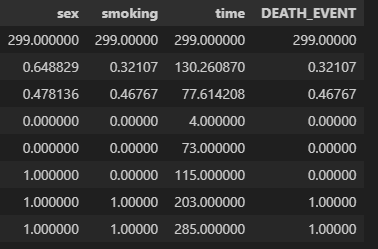 sex smoking time DEATH_EVENT
299.000000 299.00000 299.000000 299.00000
0.648829 0.32107 130.260870 0.32107
0.478136 0.46767 77.614208 0.46767
0.000000 0.00000 4.000000 0.00000
0.000000 0.00000 73.000000 0.00000
1.000000 0.00000 115.000000 0.00000
1.000000 1.00000 203.000000 1.00000
1.000000 1.00000 285.000000 1.00000